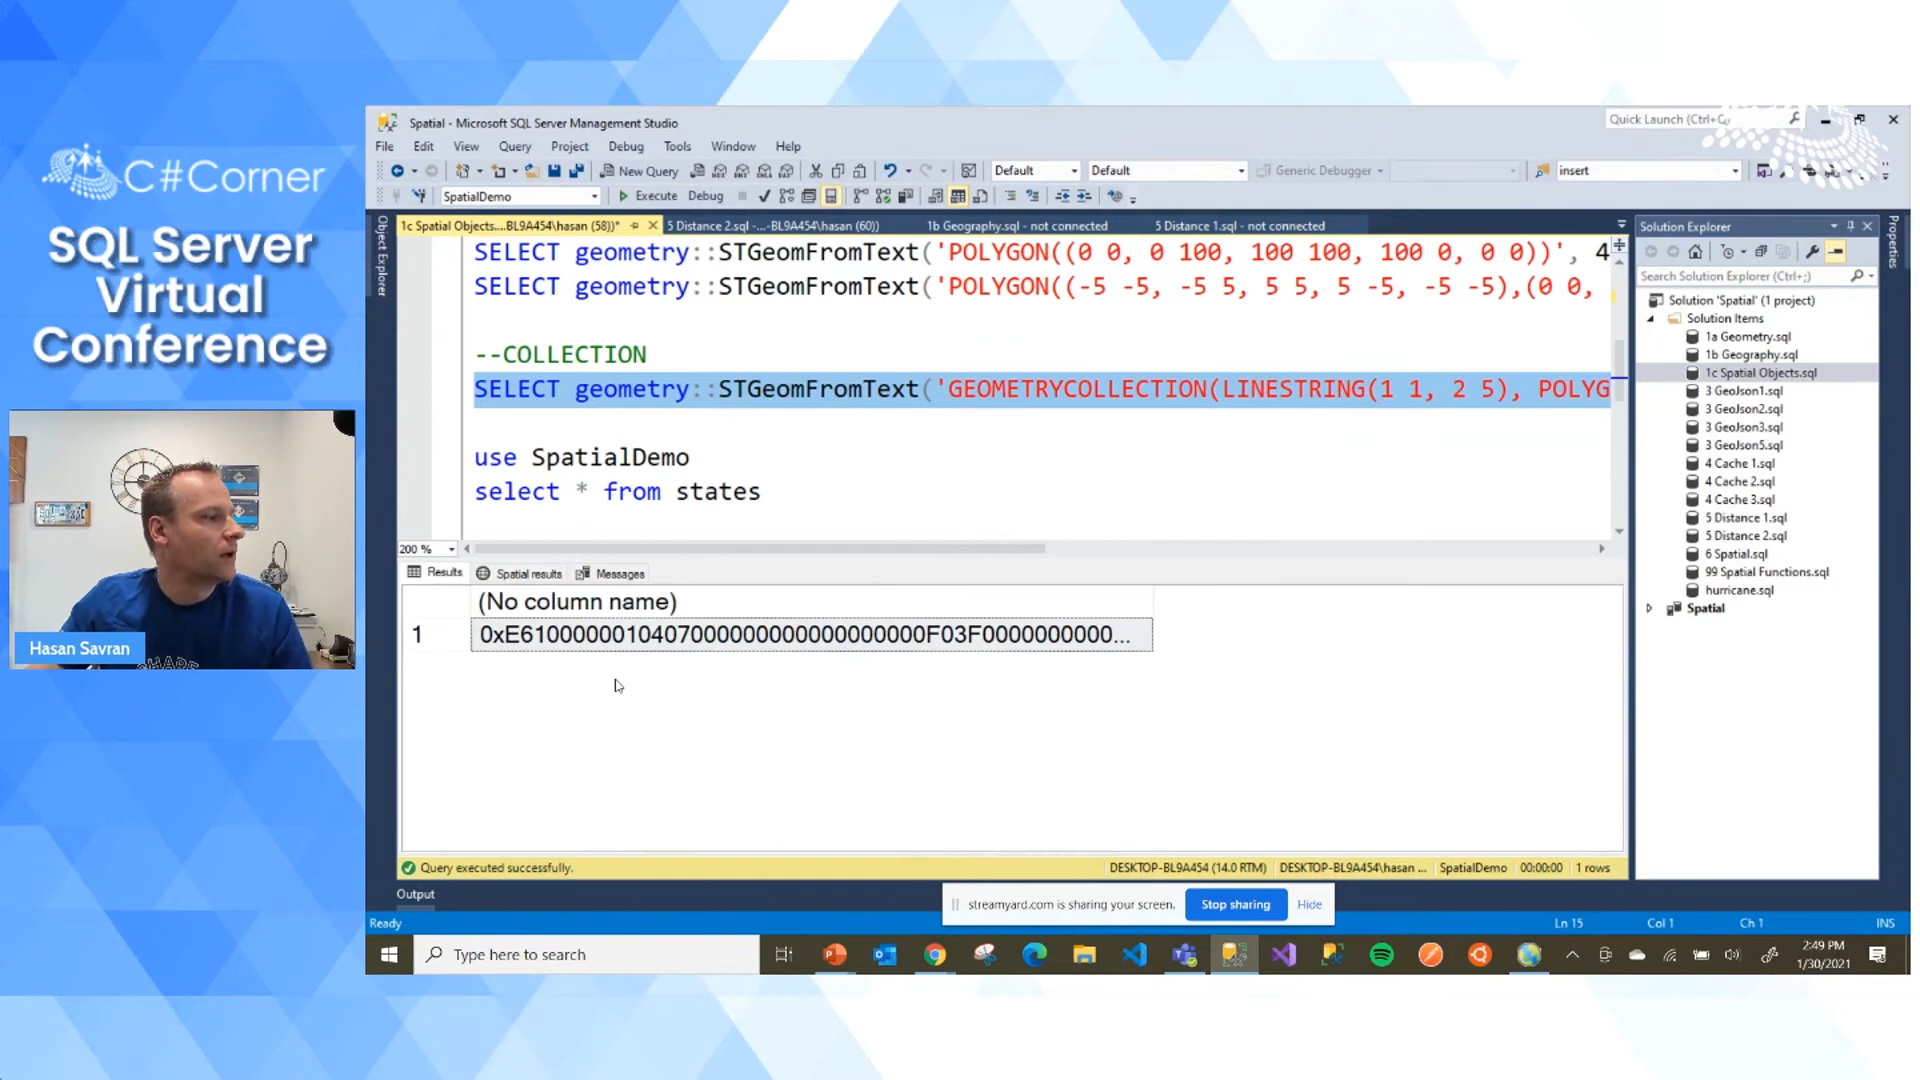 C#Corner
SQL Server
Virtual
Conference
Hasan Savran
SHARE
Spatial - Microsoft SQL Server Management Studio
Quick Launch (Ctrl+Q)
File Edit View Query Project Debug Tools Window Help
New Query Default Default Generic Debugger insert
SpatialDemo Execute Debug
Object Explorer
1c Spatial Objects....BL9A454\hasan (58))* 5 Distance 2.sql -...-BL9A454\hasan (60)) 1b Geography.sql - not connected 5 Distance 1.sql - not connected
SELECT geometry::STGeomFromText('POLYGON((0 0, 0 100, 100 100, 100 0, 0 0))', 4
SELECT geometry::STGeomFromText('POLYGON((-5 -5, -5 5, 5 5, 5 -5, -5 -5),(0 0,
--COLLECTION
SELECT geometry::STGeomFromText('GEOMETRYCOLLECTION(LINESTRING(1 1, 2 5), POLYG
use SpatialDemo
select * from states
200 %
Results Spatial results Messages
(No column name)
1 0xE6100000010407000000000000000000F03F0000000000...
Query executed successfully. DESKTOP-BL9A454 (14.0 RTM) DESKTOP-BL9A454\hasan ... SpatialDemo 00:00:00 1 rows
Output
Solution Explorer
Search Solution Explorer (Ctrl+;)
Solution 'Spatial' (1 project)
Solution Items
1a Geometry.sql
1b Geography.sql
1c Spatial Objects.sql
3 GeoJson1.sql
3 GeoJson2.sql
3 GeoJson3.sql
3 GeoJson5.sql
4 Cache 1.sql
4 Cache 2.sql
4 Cache 3.sql
5 Distance 1.sql
5 Distance 2.sql
6 Spatial.sql
99 Spatial Functions.sql
hurricane.sql
Spatial
Properties
streamyard.com is sharing your screen. Stop sharing Hide
Ready Ln 15 Col 1 Ch 1 INS
Type here to search
2:49 PM
1/30/2021